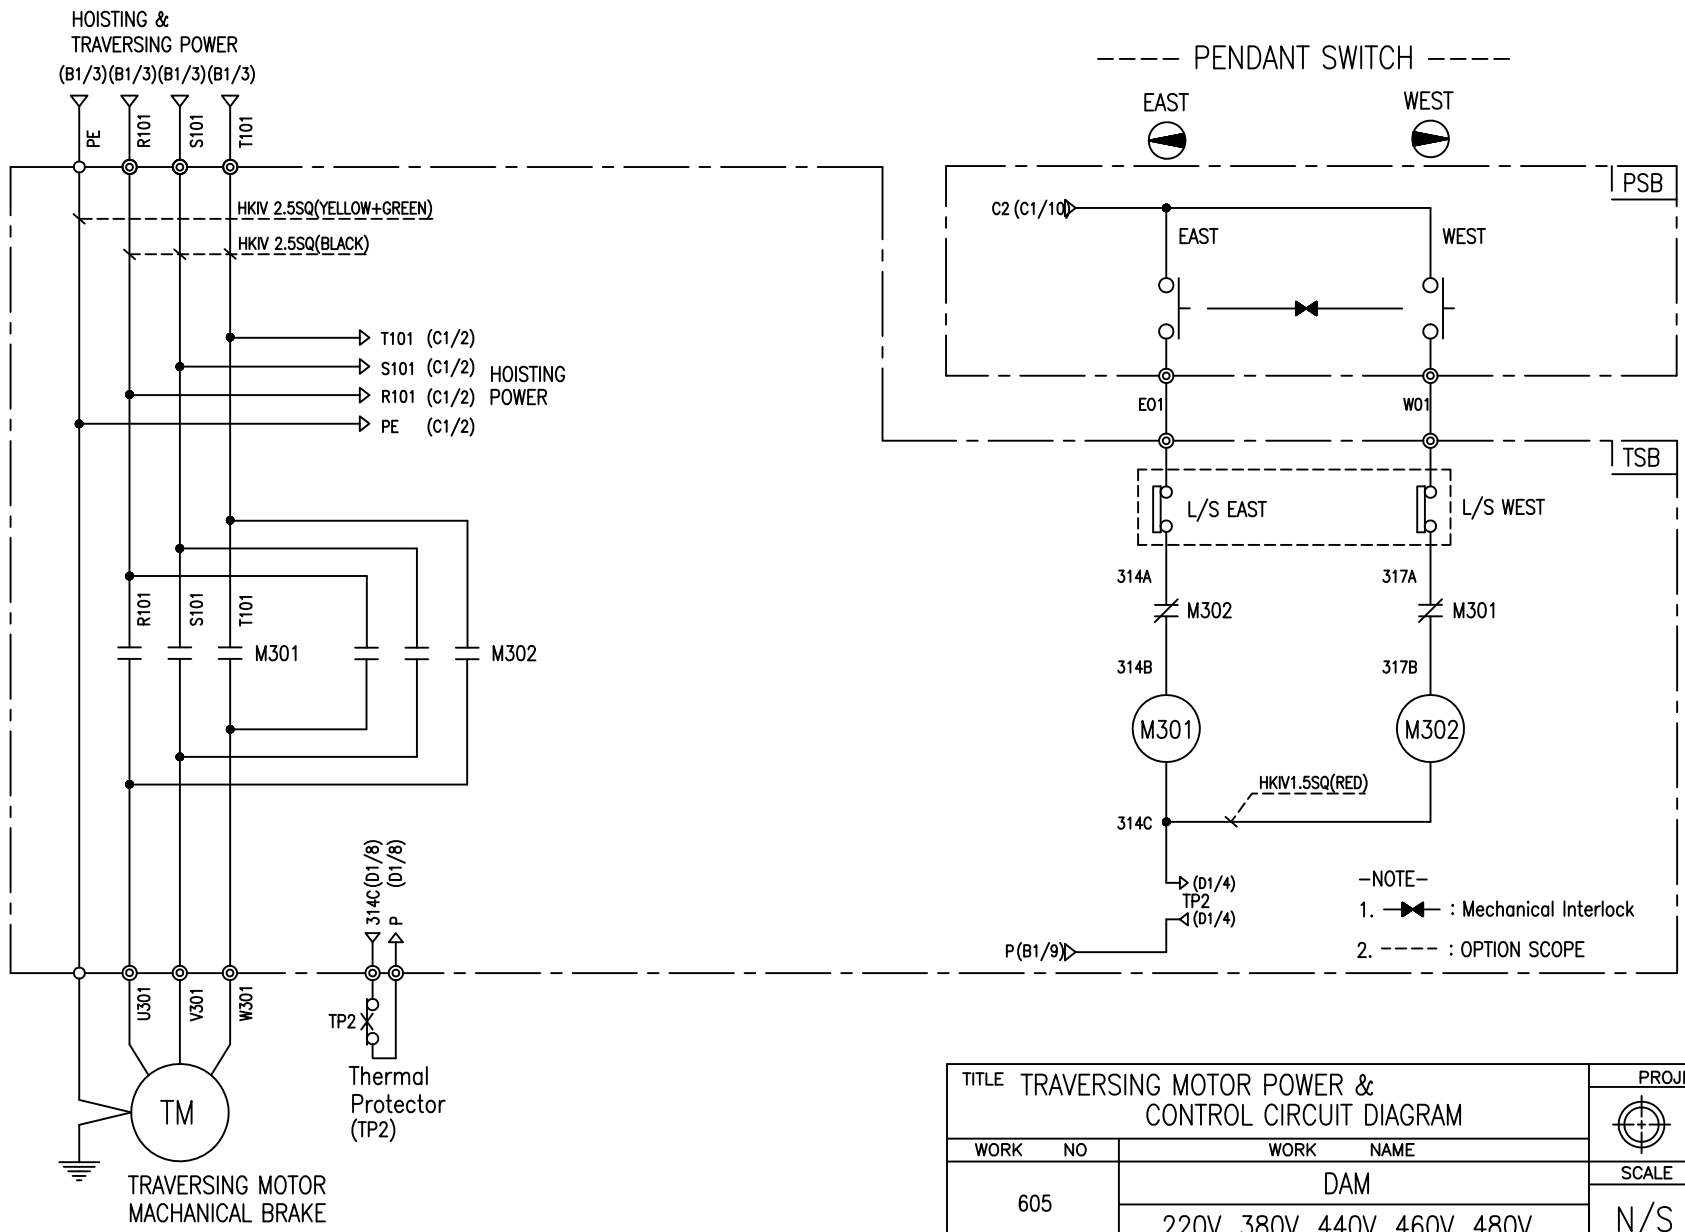 HOISTING &
TRAVERSING POWER
(B1/3)(B1/3)(B1/3)(B1/3)
PE
R101
S101
T101
HKIV 2.5SQ(YELLOW+GREEN)
HKIV 2.5SQ(BLACK)
T101 (C1/2)
S101 (C1/2)
R101 (C1/2)
PE (C1/2)
HOISTING
POWER
R101
S101
T101
M301
M302
314C(D1/8)
P (D1/8)
U301
V301
W301
TP2
Thermal
Protector
(TP2)
TM
TRAVERSING MOTOR
MACHANICAL BRAKE
PENDANT SWITCH
EAST
WEST
PSB
C2 (C1/10)
EAST
WEST
E01
W01
TSB
L/S EAST
L/S WEST
314A
317A
M302
M301
314B
317B
M301
M302
HKIV1.5SQ(RED)
314C
(D1/4)
TP2
(D1/4)
P(B1/9)
-NOTE-
1. : Mechanical Interlock
2. ---- : OPTION SCOPE
TITLE TRAVERSING MOTOR POWER &
CONTROL CIRCUIT DIAGRAM
PROJ
WORK NO
WORK NAME
SCALE
605
DAM
220V 380V 440V 460V 480V
N/S